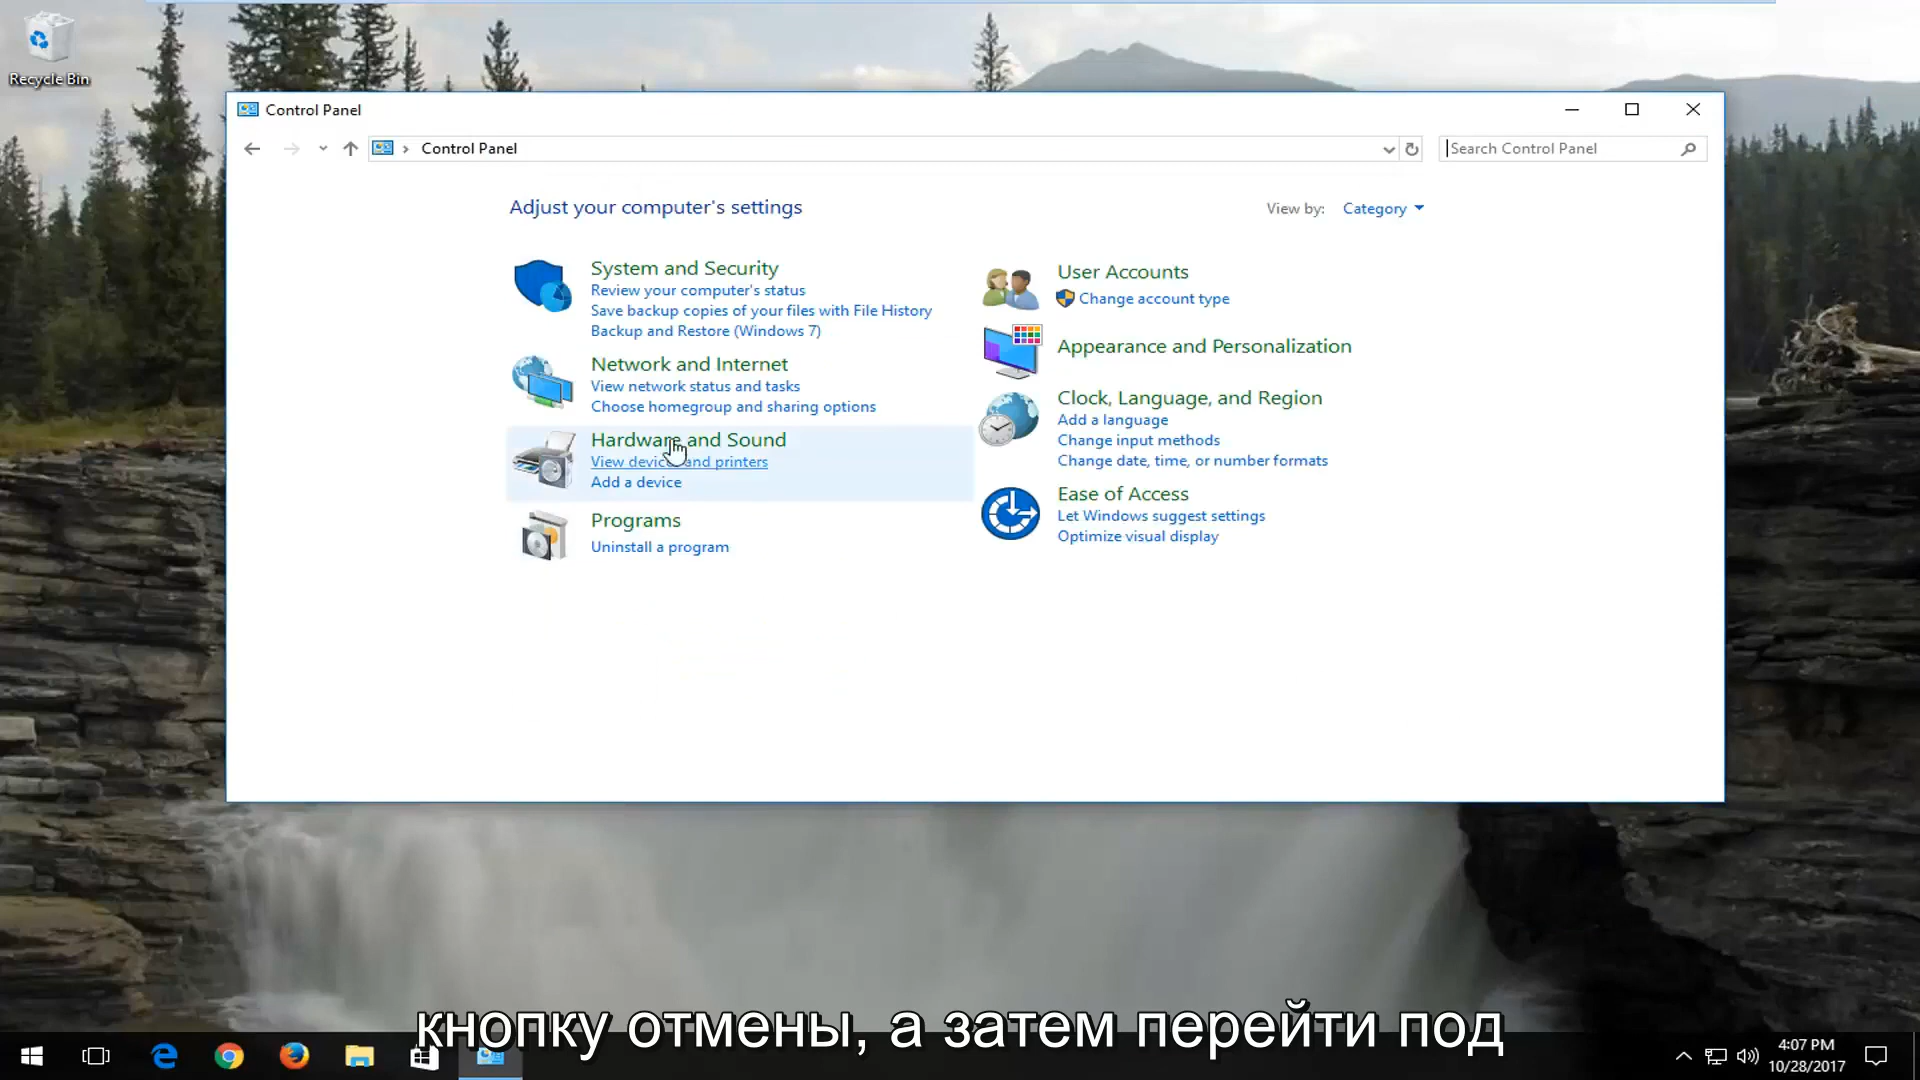 Recycle Bin
Control Panel
Control Panel
Search Control Panel
Adjust your computer's settings
View by: Category
System and Security
Review your computer's status
Save backup copies of your files with File History
Backup and Restore (Windows 7)
Network and Internet
View network status and tasks
Choose homegroup and sharing options
Hardware and Sound
View devices and printers
Add a device
Programs
Uninstall a program
User Accounts
Change account type
Appearance and Personalization
Clock, Language, and Region
Add a language
Change input methods
Change date, time, or number formats
Ease of Access
Let Windows suggest settings
Optimize visual display
кнопку отмены, а затем перейти под
4:07 PM
10/28/2017